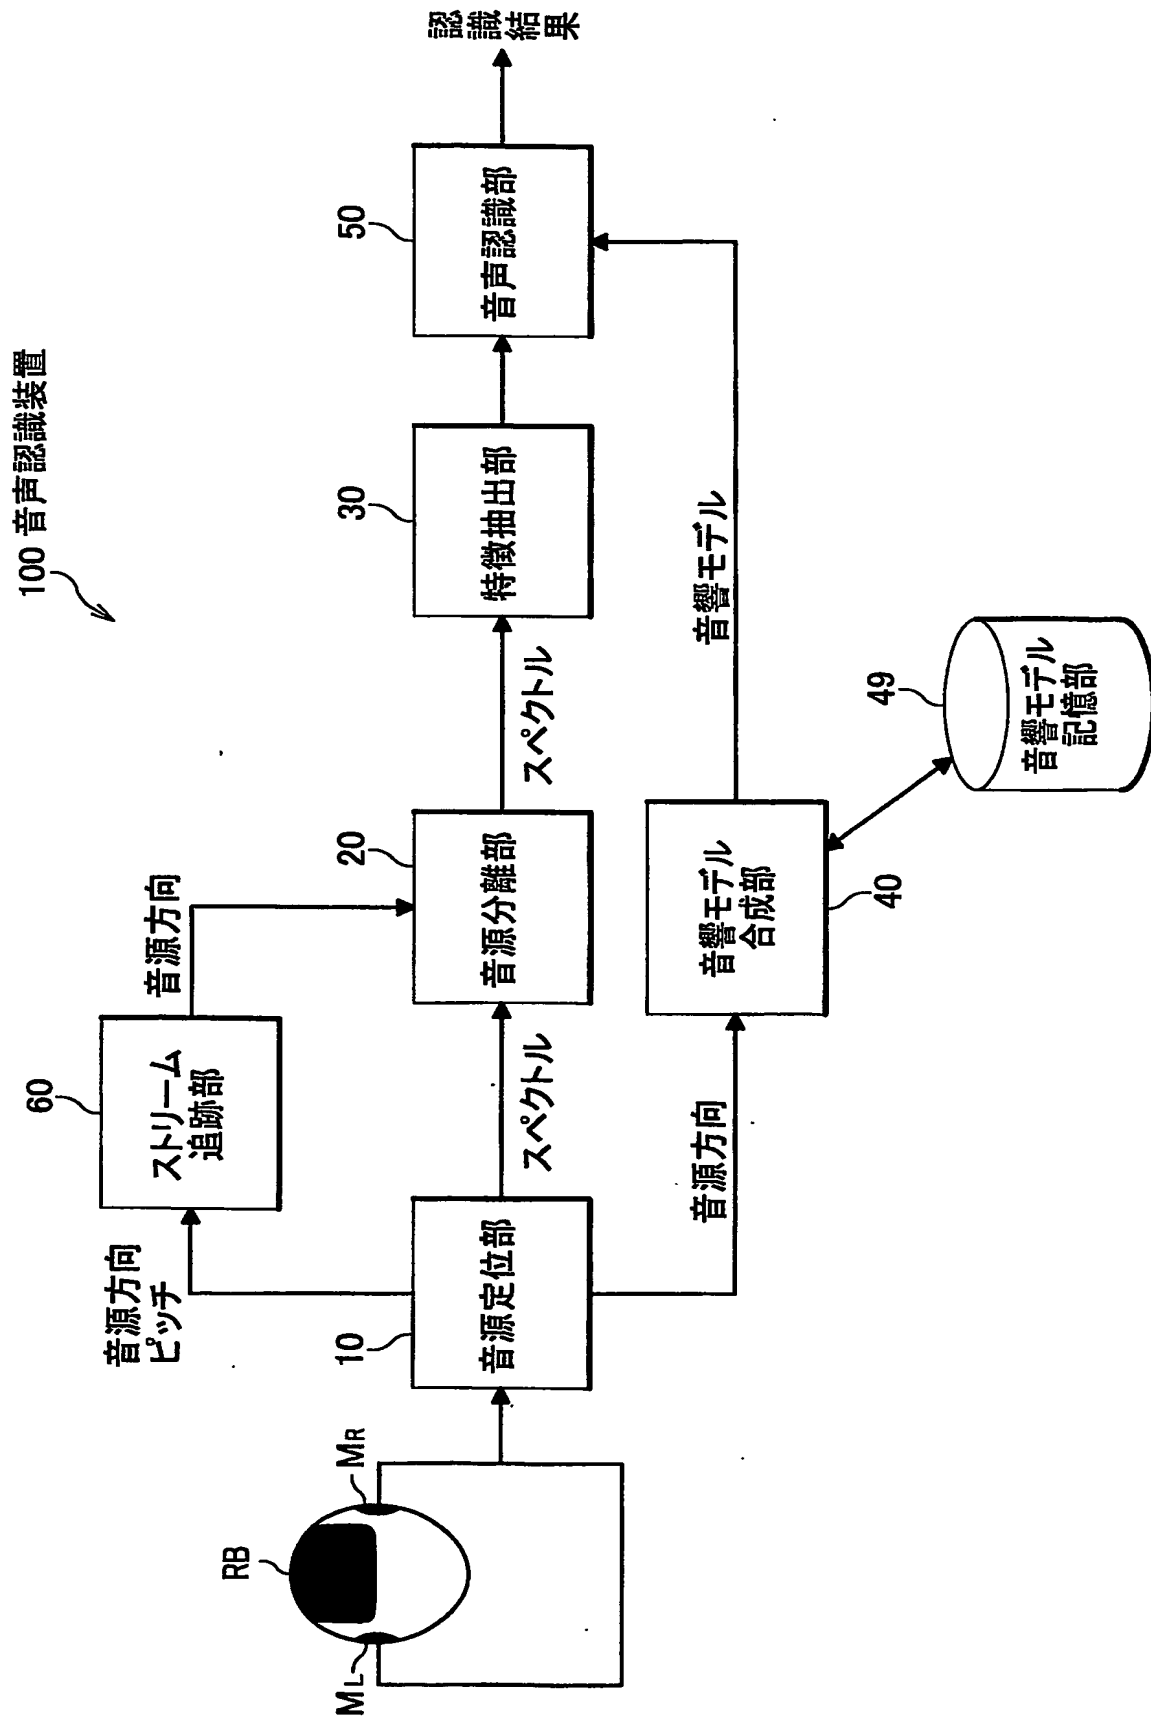 100 音声認識装置
60
ストリーム
追跡部
音源方向
ピッチ
音源方向
RB
ML
MR
10
音源定位部
スペクトル
20
音源分離部
スペクトル
30
特徴抽出部
50
音声認識部
認識
結果
音源方向
音響モデル
合成部
40
音響モデル
49
音響モデル
記憶部